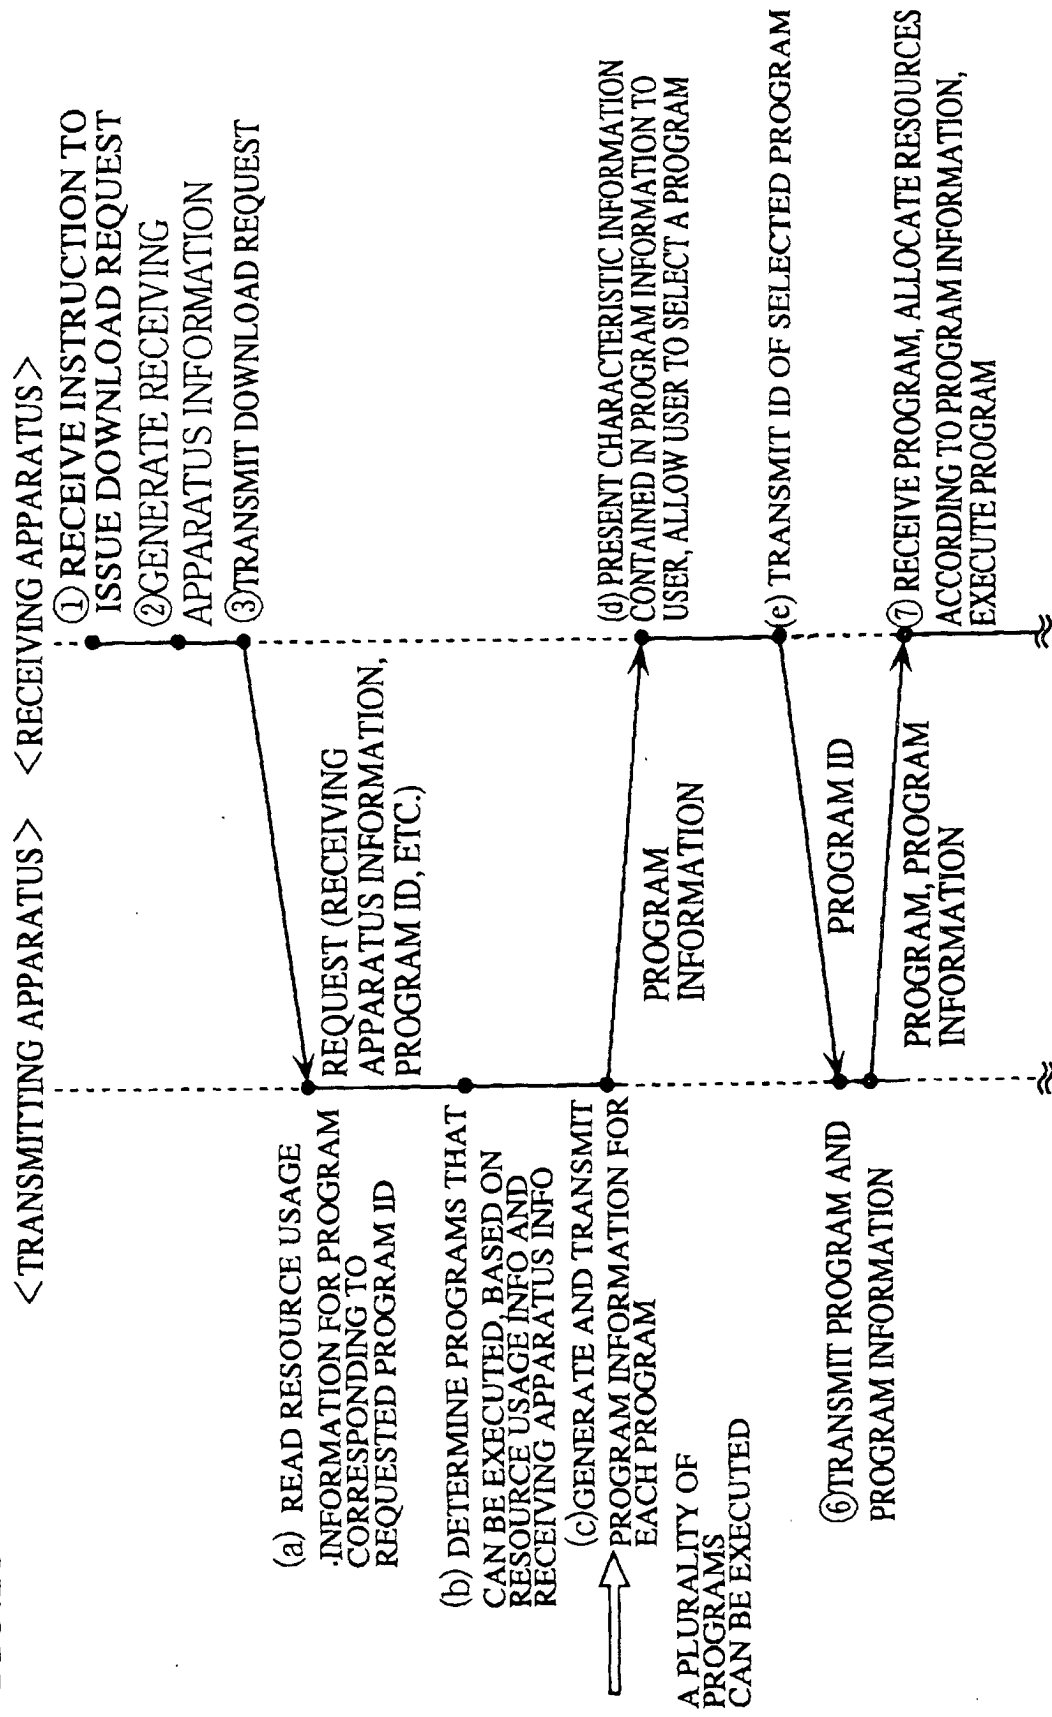 <TRANSMITTING APPARATUS>
<RECEIVING APPARATUS>
① RECEIVE INSTRUCTION TO
ISSUE DOWNLOAD REQUEST
②GENERATE RECEIVING
APPARATUS INFORMATION
③TRANSMIT DOWNLOAD REQUEST
REQUEST (RECEIVING
APPARATUS INFORMATION,
PROGRAM ID, ETC.)
(a) READ RESOURCE USAGE
INFORMATION FOR PROGRAM
CORRESPONDING TO
REQUESTED PROGRAM ID
(b) DETERMINE PROGRAMS THAT
CAN BE EXECUTED, BASED ON
RESOURCE USAGE INFO AND
RECEIVING APPARATUS INFO
(c)GENERATE AND TRANSMIT
PROGRAM INFORMATION FOR
EACH PROGRAM
A PLURALITY OF
PROGRAMS
CAN BE EXECUTED
PROGRAM
INFORMATION
(d) PRESENT CHARACTERISTIC INFORMATION
CONTAINED IN PROGRAM INFORMATION TO
USER, ALLOW USER TO SELECT A PROGRAM
(e) TRANSMIT ID OF SELECTED PROGRAM
PROGRAM ID
⑥TRANSMIT PROGRAM AND
PROGRAM INFORMATION
PROGRAM, PROGRAM
INFORMATION
⑦ RECEIVE PROGRAM, ALLOCATE RESOURCES
ACCORDING TO PROGRAM INFORMATION,
EXECUTE PROGRAM